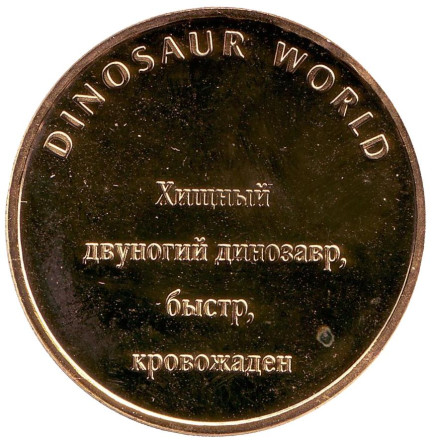 DINOSAUR WORLD
Хищный
двуногий динозавр,
быстр,
кровожаден